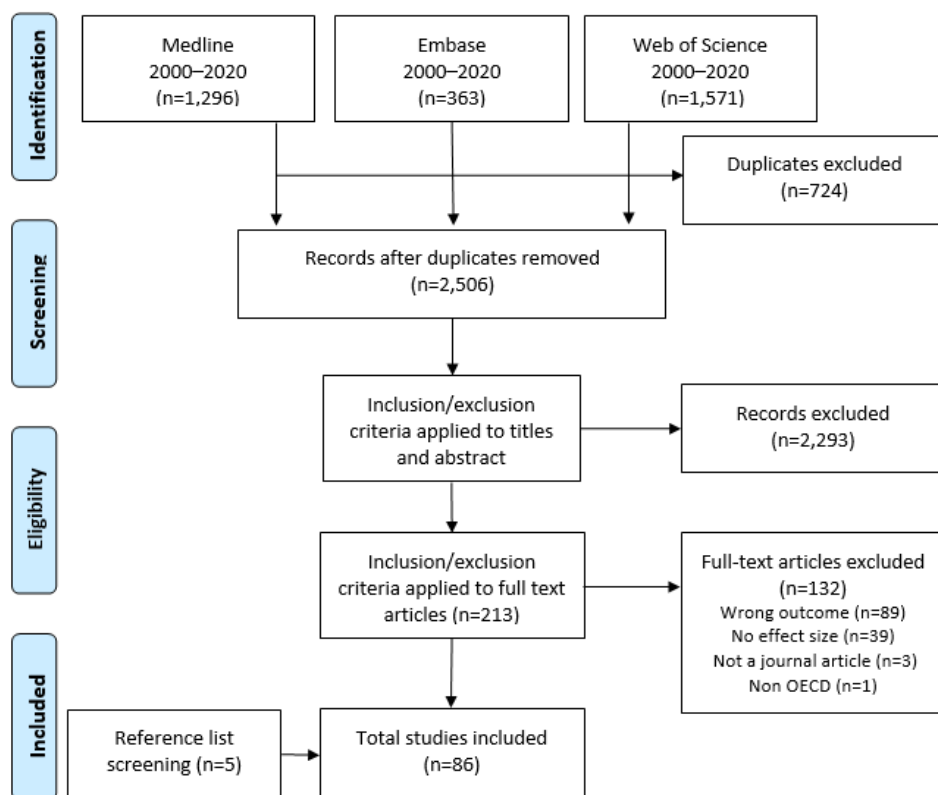 Identification
Medline
2000–2020
(n=1,296)
Embase
2000–2020
(n=363)
Web of Science
2000–2020
(n=1,571)
Duplicates excluded
(n=724)
Screening
Records after duplicates removed
(n=2,506)
Inclusion/exclusion
criteria applied to titles
and abstract
Records excluded
(n=2,293)
Eligibility
Inclusion/exclusion
criteria applied to full text
articles (n=213)
Full-text articles excluded
(n=132)
Wrong outcome (n=89)
No effect size (n=39)
Not a journal article (n=3)
Non OECD (n=1)
Included
Reference list
screening (n=5)
Total studies included
(n=86)